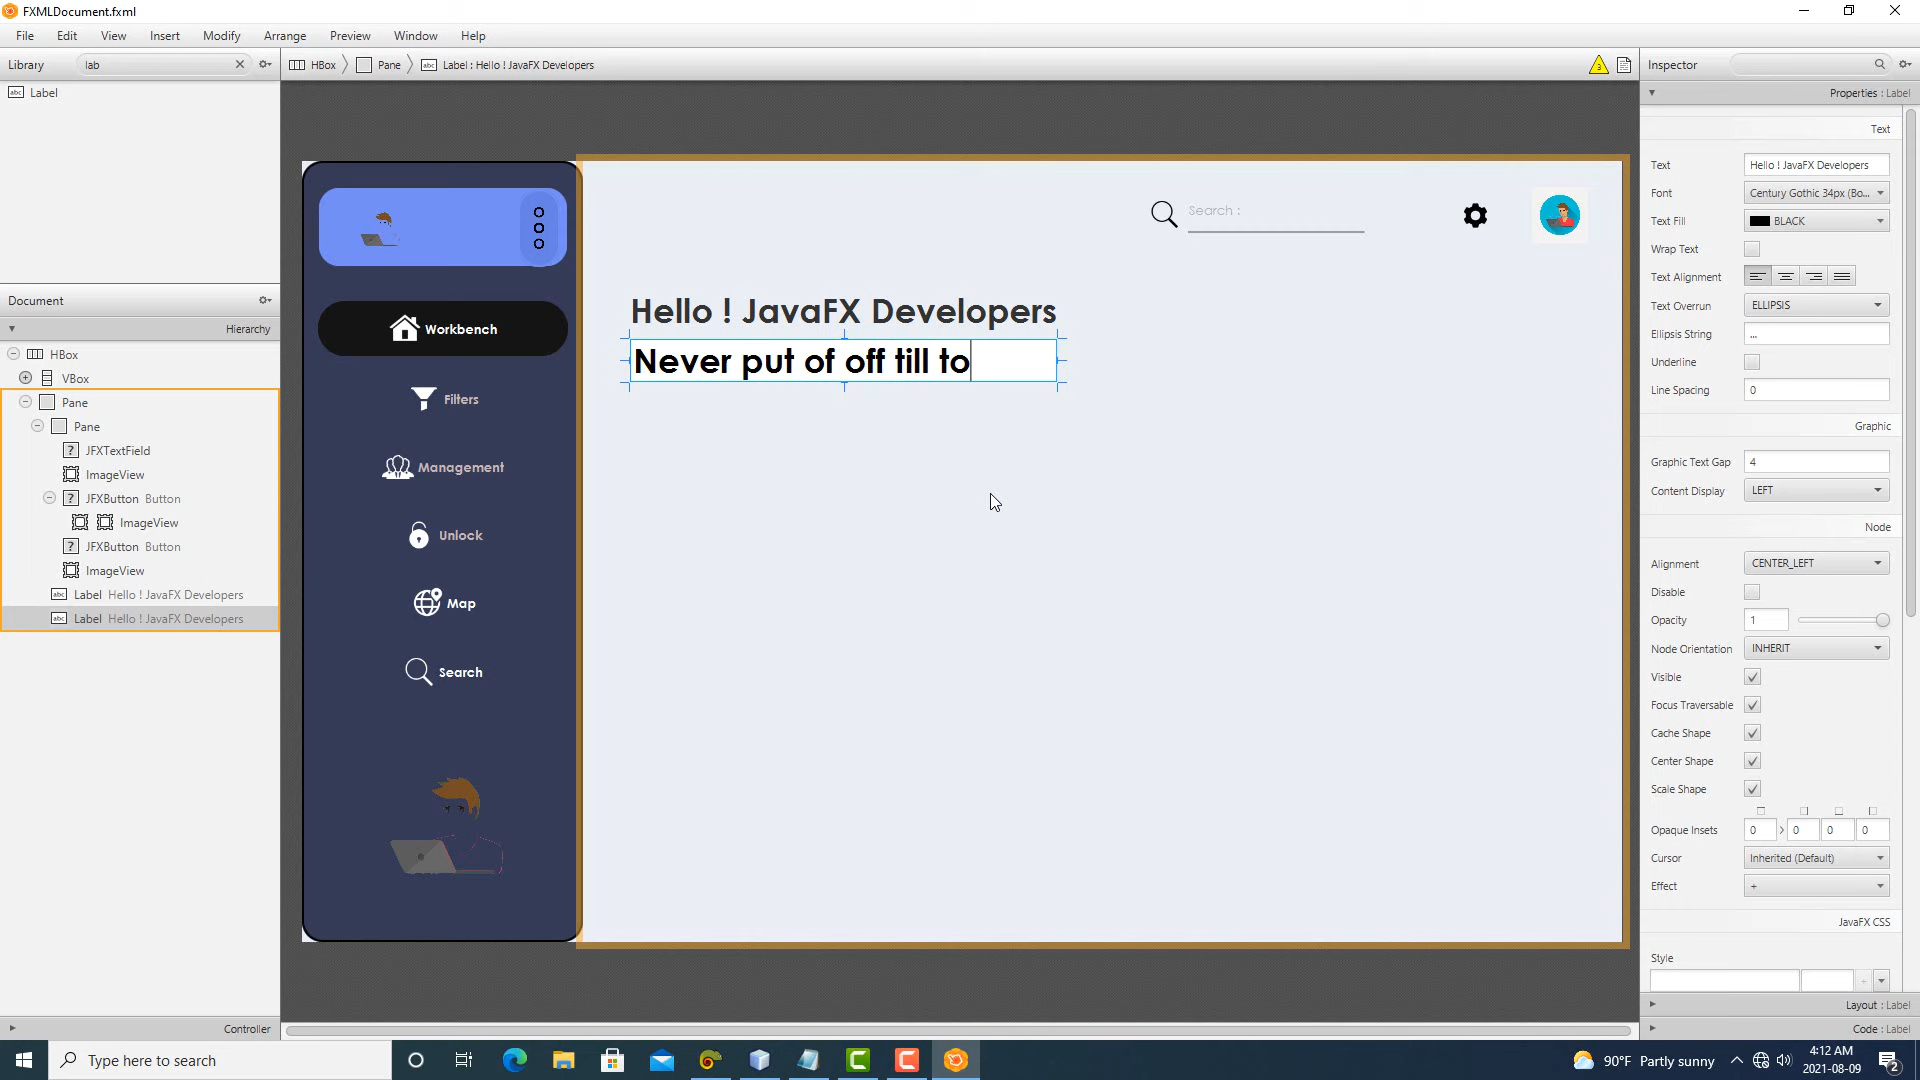 FXMLDocument.fxml
File Edit View Insert Modify Arrange Preview Window Help
Library lab
HBox Pane Label : Hello ! JavaFX Developers
3
Inspector
Label
Properties : Label
Text
Text Hello ! JavaFX Developers
Font Century Gothic 34px (Bo...
Text Fill BLACK
Wrap Text
Text Alignment
Text Overrun ELLIPSIS
Ellipsis String ...
Underline
Line Spacing 0
Graphic
Graphic Text Gap 4
Content Display LEFT
Node
Alignment CENTER_LEFT
Disable
Opacity 1
Node Orientation INHERIT
Visible
Focus Traversable
Cache Shape
Center Shape
Scale Shape
Opaque Insets 0 0 0 0
Cursor Inherited (Default)
Effect +
JavaFX CSS
Style
+
Layout : Label
Code : Label
Document
Hierarchy
HBox
VBox
Pane
Pane
? JFXTextField
ImageView
? JFXButton Button
ImageView
? JFXButton Button
ImageView
abc Label Hello ! JavaFX Developers
abc Label Hello ! JavaFX Developers
Controller
Workbench
Filters
Management
Unlock
Map
Search
Search :
Hello ! JavaFX Developers
Never put of off till to
Type here to search
90°F Partly sunny
4:12 AM
2021-08-09
2